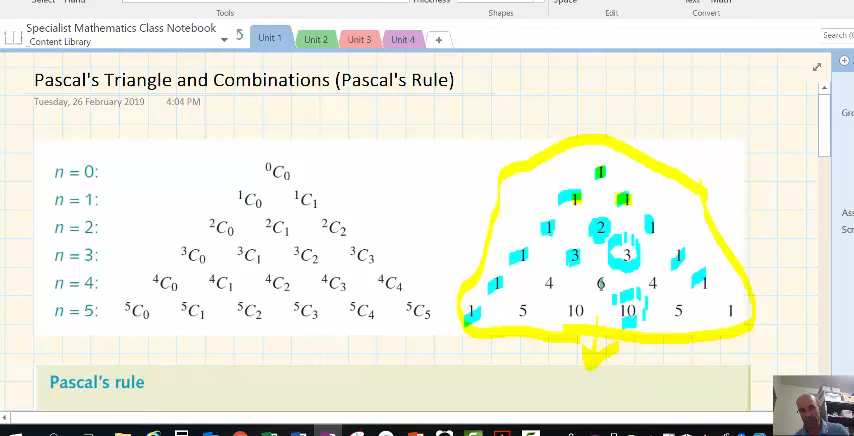 Tools
Shapes
Edit
Convert
Specialist Mathematics Class Notebook
_Content Library
Unit 1 Unit 2 Unit 3 Unit 4 +
Search (
Pascal's Triangle and Combinations (Pascal's Rule)
Tuesday, 26 February 2019 4:04 PM
n = 0: ⁰C₀ 1
n = 1: ¹C₀ ¹C₁ 1 1
n = 2: ²C₀ ²C₁ ²C₂ 1 2 1
n = 3: ³C₀ ³C₁ ³C₂ ³C₃ 1 3 3 1
n = 4: ⁴C₀ ⁴C₁ ⁴C₂ ⁴C₃ ⁴C₄ 1 4 6 4 1
n = 5: ⁵C₀ ⁵C₁ ⁵C₂ ⁵C₃ ⁵C₄ ⁵C₅ 1 5 10 10 5 1
Pascal's rule